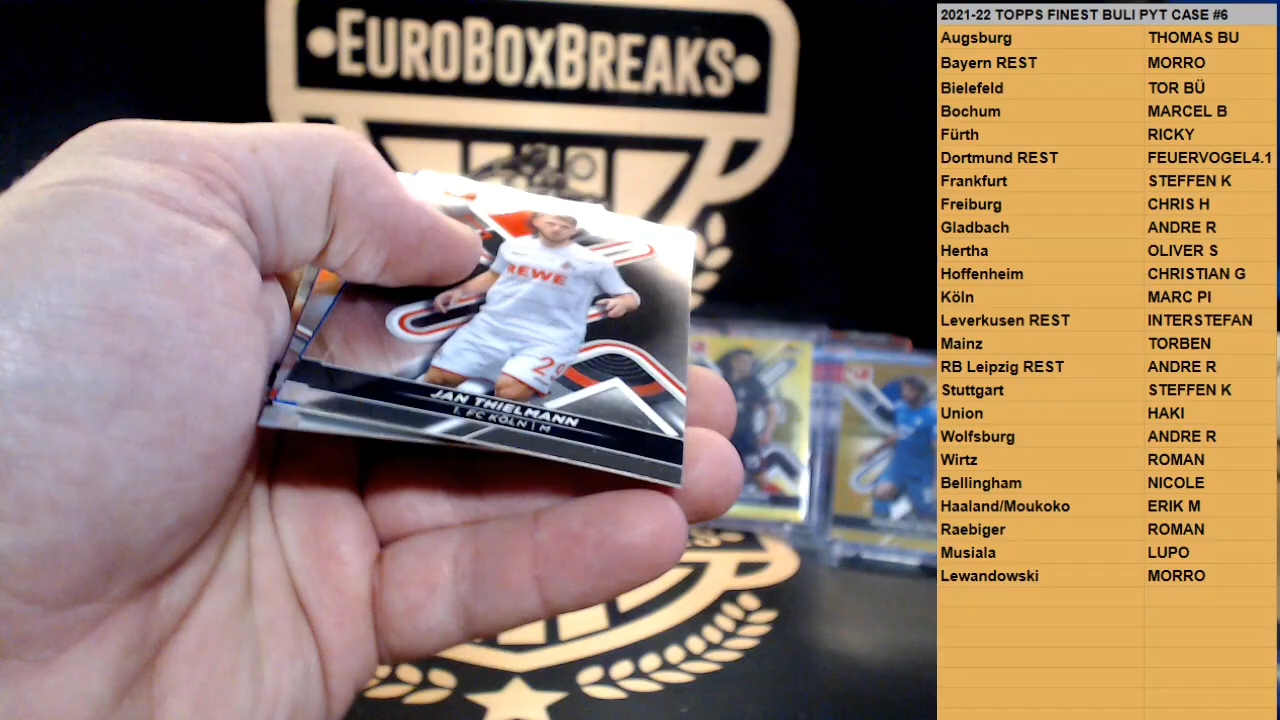 EUROBOXBREAKS
REWE
29
JAN THIELMANN
1. FC KÖLN | M
2021-22 TOPPS FINEST BULI PYT CASE #6
Augsburg THOMAS BU
Bayern REST MORRO
Bielefeld TOR BÜ
Bochum MARCEL B
Fürth RICKY
Dortmund REST FEUERVOGEL4.1
Frankfurt STEFFEN K
Freiburg CHRIS H
Gladbach ANDRE R
Hertha OLIVER S
Hoffenheim CHRISTIAN G
Köln MARC PI
Leverkusen REST INTERSTEFAN
Mainz TORBEN
RB Leipzig REST ANDRE R
Stuttgart STEFFEN K
Union HAKI
Wolfsburg ANDRE R
Wirtz ROMAN
Bellingham NICOLE
Haaland/Moukoko ERIK M
Raebiger ROMAN
Musiala LUPO
Lewandowski MORRO